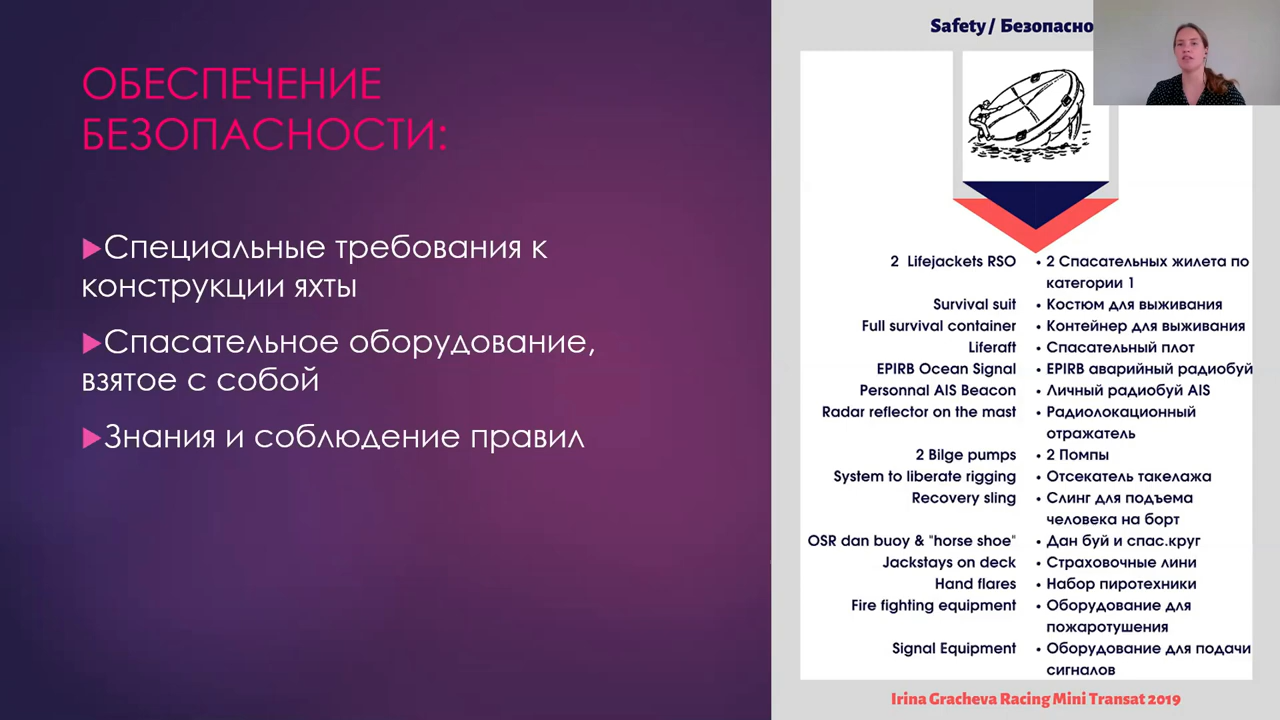 ОБЕСПЕЧЕНИЕ
БЕЗОПАСНОСТИ:
Специальные требования к
конструкции яхты
Спасательное оборудование,
взятое с собой
Знания и соблюдение правил
Safety / Безопасно
2 Lifejackets RSO • 2 Спасательных жилета по
категории 1
Survival suit • Костюм для выживания
Full survival container • Контейнер для выживания
Liferaft • Спасательный плот
EPIRB Ocean Signal • EPIRB аварийный радиобуй
Personnal AIS Beacon • Личный радиобуй AIS
Radar reflector on the mast • Радиолокационный
отражатель
2 Bilge pumps • 2 Помпы
System to liberate rigging • Отсекатель такелажа
Recovery sling • Слинг для подъема
человека на борт
OSR dan buoy & "horse shoe" • Дан буй и спас.круг
Jackstays on deck • Страховочные лини
Hand flares • Набор пиротехники
Fire fighting equipment • Оборудование для
пожаротушения
Signal Equipment • Оборудование для подачи
сигналов
Irina Gracheva Racing Mini Transat 2019